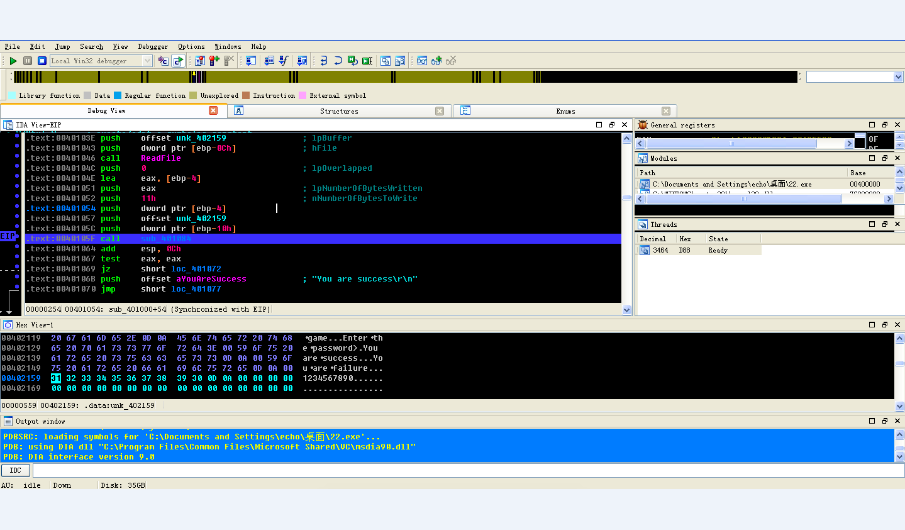 File Edit Jump Search View Debugger Options Windows Help
Local Win32 debugger
Library function Data Regular function Unexplored Instruction External symbol
Debug View Structures Enums
IDA View-EIP
.text:0040103E push offset unk_402159 ; lpBuffer
.text:00401043 push dword ptr [ebp-0Ch] ; hFile
.text:00401046 call ReadFile
.text:0040104C push 0 ; lpOverlapped
.text:0040104E lea eax, [ebp-4]
.text:00401051 push eax ; lpNumberOfBytesWritten
.text:00401052 push 11h ; nNumberOfBytesToWrite
.text:00401054 push dword ptr [ebp-4]
.text:00401057 push offset unk_402159
.text:0040105C push dword ptr [ebp-10h]
EIP .text:0040105F call sub_401084
.text:00401064 add esp, 0Ch
.text:00401067 test eax, eax
.text:00401069 jz short loc_401072
.text:0040106B push offset aYouAreSuccess ; "You are success\r\n"
.text:00401070 jmp short loc_401077
00000254 00401054: sub_401000+54 (Synchronized with EIP)
General registers
OF
Modules
Path Base
C:\Documents and Settings\echo\桌面\22.exe 00400000
Threads
Decimal Hex State
3464 D88 Ready
Hex View-1
00402119 20 67 61 6D 65 2E 0D 0A 45 6E 74 65 72 20 74 68 •game...Enter•th
00402129 65 20 70 61 73 73 77 6F 72 64 3E 00 59 6F 75 20 e•password>.You
00402139 61 72 65 20 73 75 63 63 65 73 73 0D 0A 00 59 6F are•success...Yo
00402149 75 20 61 72 65 20 66 61 69 6C 75 72 65 0D 0A 00 u•are•failure...
00402159 31 32 33 34 35 36 37 38 39 30 0D 0A 00 00 00 00 1234567890......
00402169 00 00 00 00 00 00 00 00 00 00 00 00 00 00 00 00 ................
00000559 00402159: .data:unk_402159
Output window
PDBSRC: loading symbols for 'C:\Documents and Settings\echo\桌面\22.exe'...
PDB: using DIA dll "C:\Program Files\Common Files\Microsoft Shared\VC\msdia90.dll"
PDB: DIA interface version 9.0
IDC
AU: idle Down Disk: 35GB